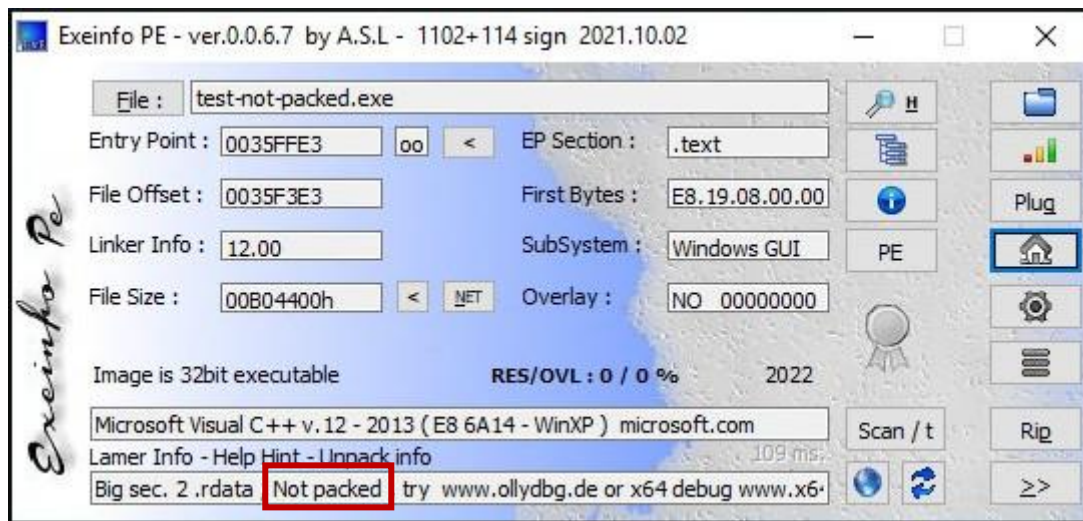 Exeinfo PE - ver.0.0.6.7 by A.S.L - 1102+114 sign 2021.10.02
File : test-not-packed.exe H
Entry Point : 0035FFE3 oo < EP Section : .text
File Offset : 0035F3E3 First Bytes : E8.19.08.00.00 Plug
Linker Info : 12.00 SubSystem : Windows GUI PE
File Size : 00B04400h < NET Overlay : NO 00000000
Image is 32bit executable RES/OVL : 0 / 0 % 2022
Microsoft Visual C++ v.12 - 2013 ( E8 6A14 - WinXP ) microsoft.com Scan / t Rip
Lamer Info - Help Hint - Unpack info 109 ms.
Big sec. 2 .rdata Not packed try www.ollydbg.de or x64 debug www.x6 >>
Exeinfo Pe